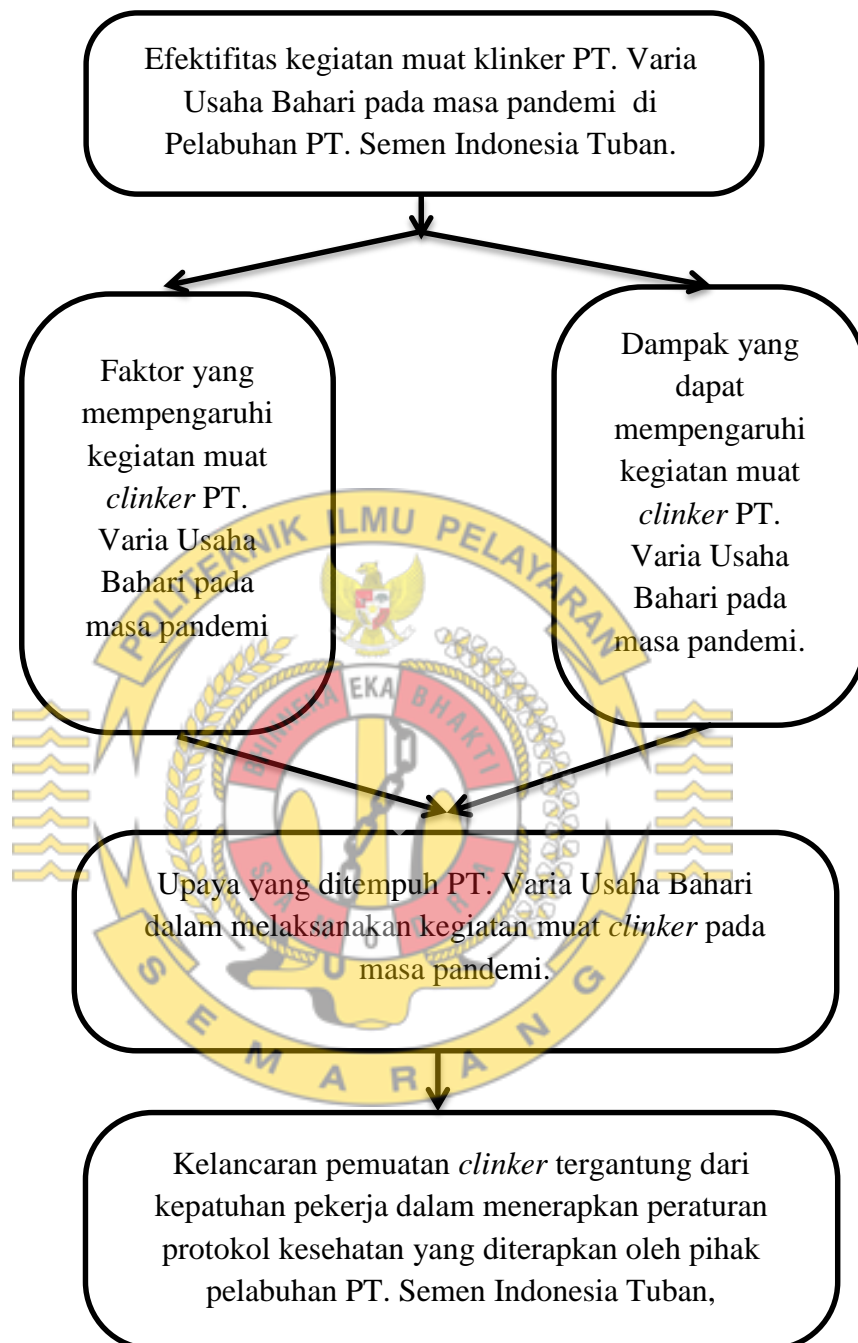 Efektifitas kegiatan muat klinker PT. Varia
Usaha Bahari pada masa pandemi di
Pelabuhan PT. Semen Indonesia Tuban.
Faktor yang
mempengaruhi
kegiatan muat
clinker PT.
Varia Usaha
Bahari pada
masa pandemi
Dampak yang
dapat
mempengaruhi
kegiatan muat
clinker PT.
Varia Usaha
Bahari pada
masa pandemi.
POLITEKNIK ILMU PELAYARAN
BHINNEKA EKA BHAKTI
SAMUDRA
Upaya yang ditempuh PT. Varia Usaha Bahari
dalam melaksanakan kegiatan muat clinker pada
masa pandemi.
SEMARANG
Kelancaran pemuatan clinker tergantung dari
kepatuhan pekerja dalam menerapkan peraturan
protokol kesehatan yang diterapkan oleh pihak
pelabuhan PT. Semen Indonesia Tuban,